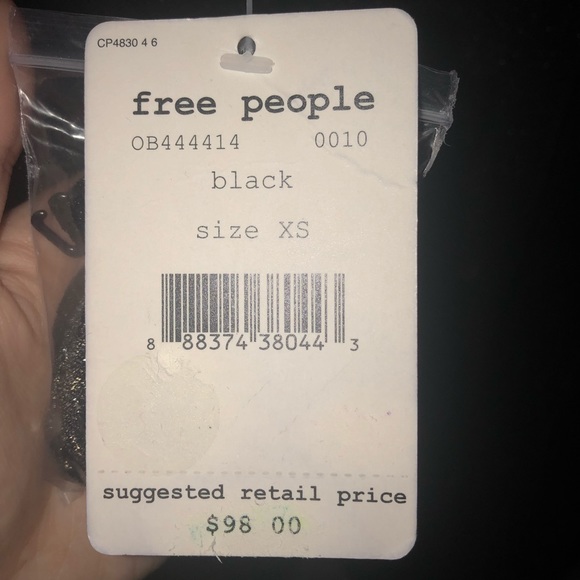 CP4830 4 6
free people
OB444414 0010
black
size XS
8 88374 38044 3
suggested retail price
$98 00